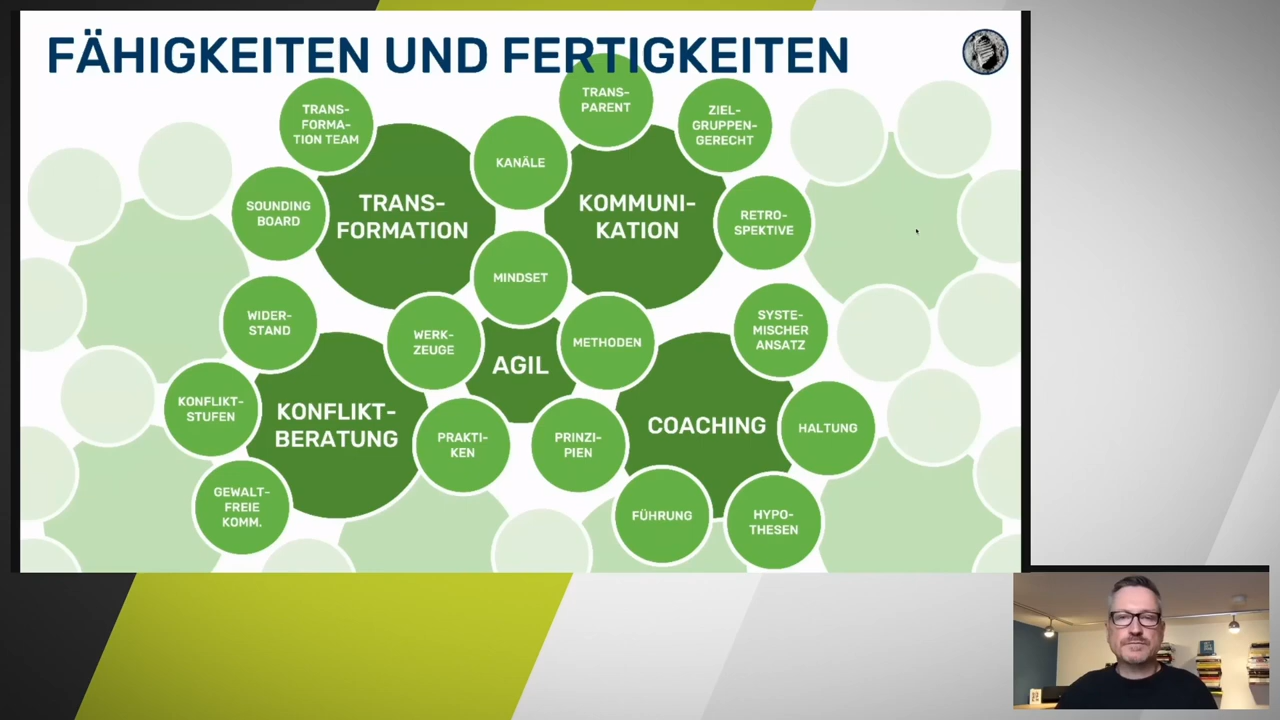 FÄHIGKEITEN UND FERTIGKEITEN
TRANS-
FORMA-
TION TEAM
SOUNDING
BOARD
TRANS-
FORMATION
KANÄLE
TRANS-
PARENT
ZIEL-
GRUPPEN-
GERECHT
KOMMUNI-
KATION
RETRO-
SPEKTIVE
MINDSET
WERK-
ZEUGE
AGIL
METHODEN
PRAKTI-
KEN
PRINZI-
PIEN
WIDER-
STAND
KONFLIKT-
STUFEN
KONFLIKT-
BERATUNG
GEWALT-
FREIE
KOMM.
SYSTE-
MISCHER
ANSATZ
COACHING
HALTUNG
FÜHRUNG
HYPO-
THESEN